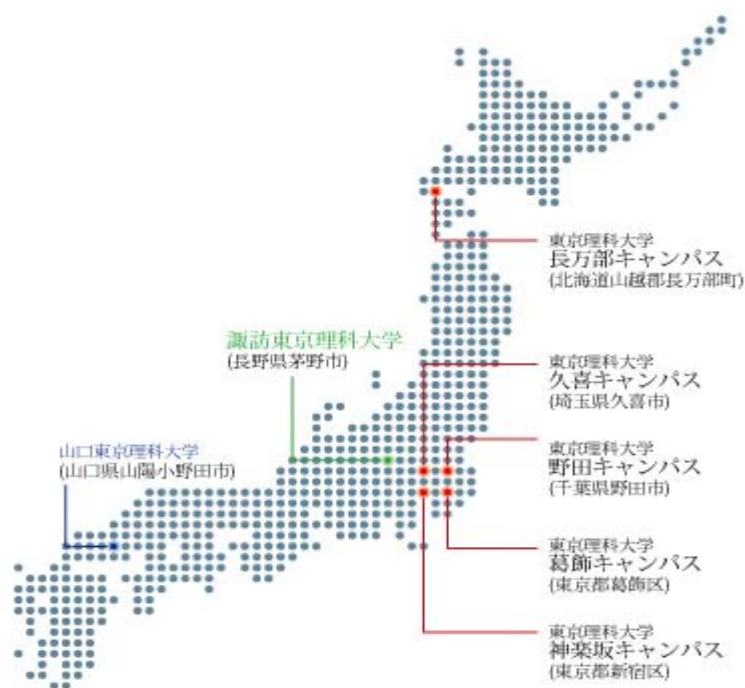 東京理科大学
長万部キャンパス
(北海道山越郡長万部町)
諏訪東京理科大学
(長野県茅野市)
東京理科大学
久喜キャンパス
(埼玉県久喜市)
山口東京理科大学
(山口県山陽小野田市)
東京理科大学
野田キャンパス
(千葉県野田市)
東京理科大学
葛飾キャンパス
(東京都葛飾区)
東京理科大学
神楽坂キャンパス
(東京都新宿区)